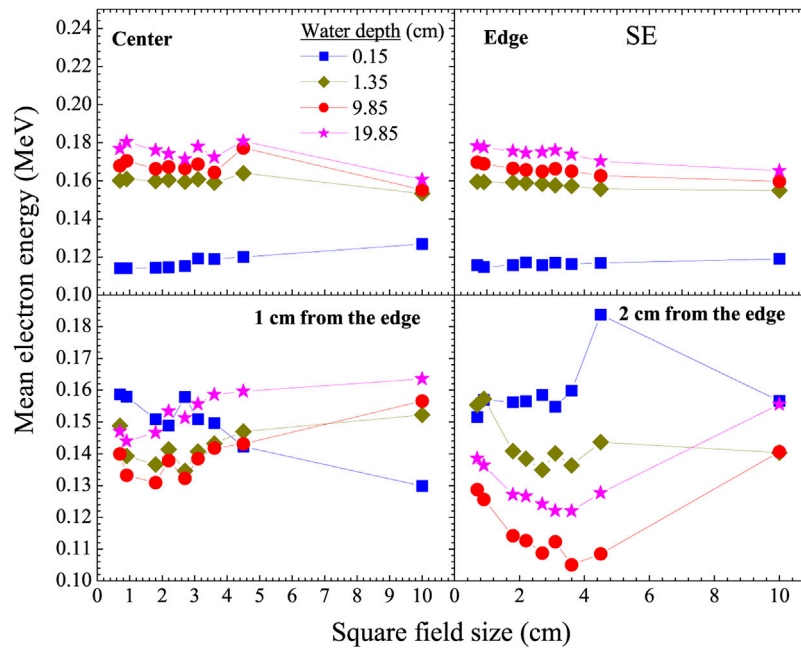 Center
Water depth (cm)
0.15
1.35
9.85
19.85
Edge
SE
0.24
0.22
0.20
0.18
0.16
0.14
0.12
0.10
1 cm from the edge
2 cm from the edge
0.18
0.17
0.16
0.15
0.14
0.13
0.12
0.11
0.10
0 1 2 3 4 5 6 7 8 9 10
2 4 6 8 10
Mean electron energy (MeV)
Square field size (cm)